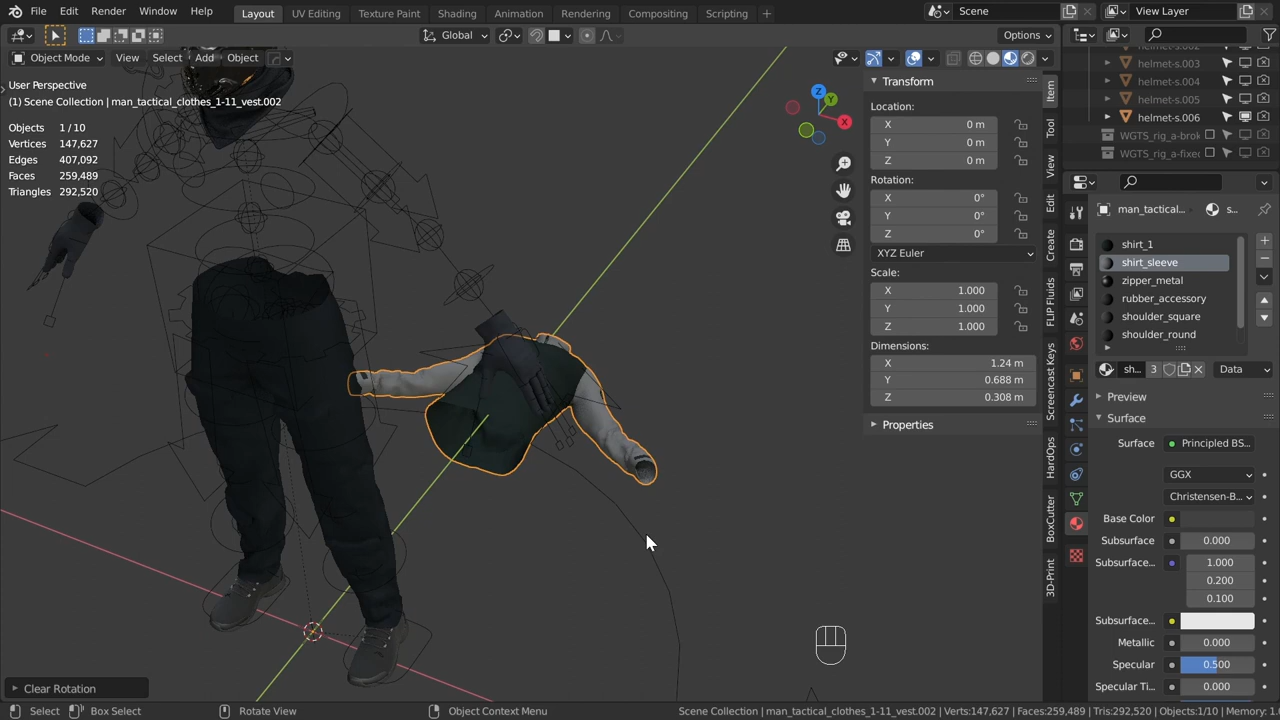 File Edit Render Window Help
Layout UV Editing Texture Paint Shading Animation Rendering Compositing Scripting +
Scene
View Layer
Global
Options
Object Mode View Select Add Object
User Perspective
(1) Scene Collection | man_tactical_clothes_1-11_vest.002
Objects 1 / 10
Vertices 147,627
Edges 407,092
Faces 259,489
Triangles 292,520
Z
Y
X
Transform
Location:
X 0 m
Y 0 m
Z 0 m
Rotation:
X 0°
Y 0°
Z 0°
XYZ Euler
Scale:
X 1.000
Y 1.000
Z 1.000
Dimensions:
X 1.24 m
Y 0.688 m
Z 0.308 m
Properties
Item
Tool
View
Edit
Create
FLIP Fluids
Screencast Keys
HardOps
BoxCutter
3D-Print
helmet-s.002
helmet-s.003
helmet-s.004
helmet-s.005
helmet-s.006
WGTS_rig_a-brok
WGTS_rig_a-fixed
man_tactical... s...
shirt_1
shirt_sleeve
zipper_metal
rubber_accessory
shoulder_square
shoulder_round
sh... 3 Data
Preview
Surface
Surface Principled BS...
GGX
Christensen-B...
Base Color
Subsurface 0.000
Subsurface... 1.000
0.200
0.100
Subsurface...
Metallic 0.000
Specular 0.500
Specular Ti... 0.000
Clear Rotation
Select Box Select Rotate View Object Context Menu
Scene Collection | man_tactical_clothes_1-11_vest.002 | Verts:147,627 | Faces:259,489 | Tris:292,520 | Objects:1/10 | Memory: 1.